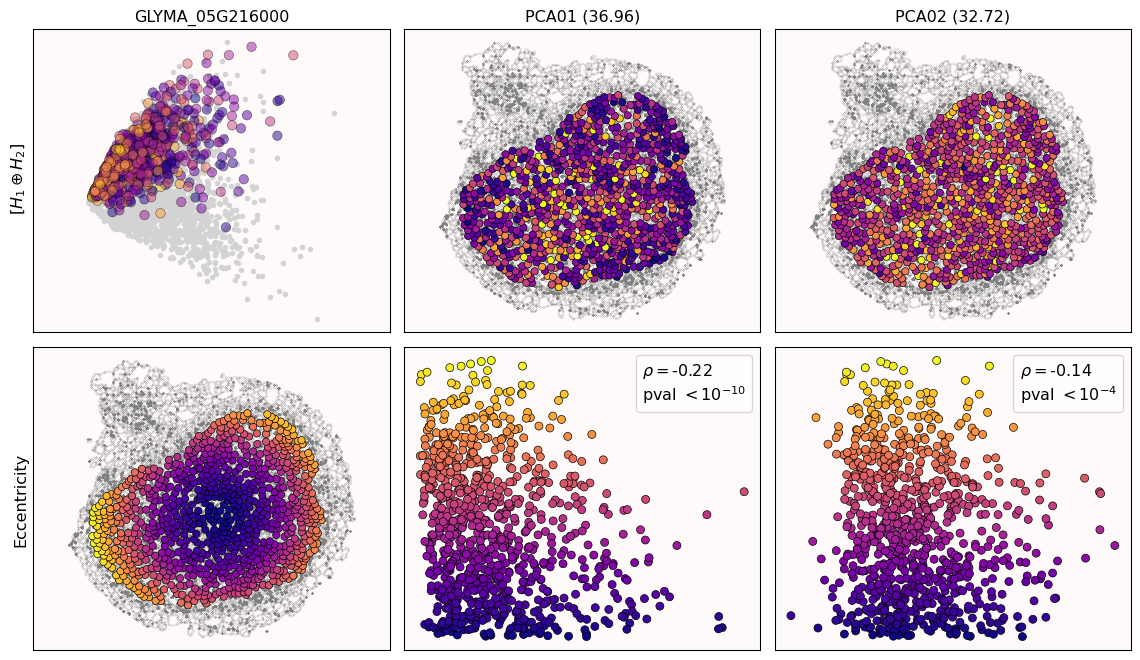 GLYMA_05G216000
PCA01 (36.96)
PCA02 (32.72)
[H₁ ⊕ H₂]
Eccentricity
ρ = -0.22
pval < 10⁻¹⁰
ρ = -0.14
pval < 10⁻⁴